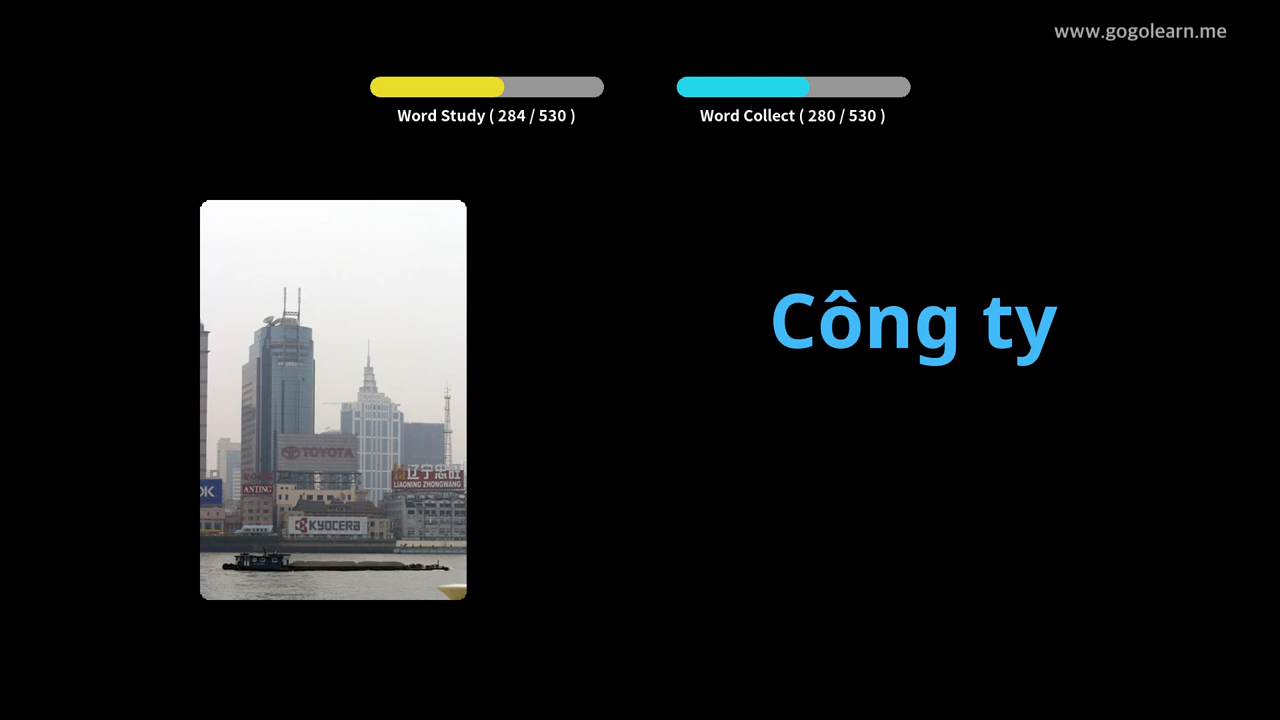 www.gogolearn.me
Word Study ( 284 / 530 )
Word Collect ( 280 / 530 )
Công ty
TOYOTA
辽宁忠旺
LIAONING ZHONGWANG
OK
ANTING
KYOCERA